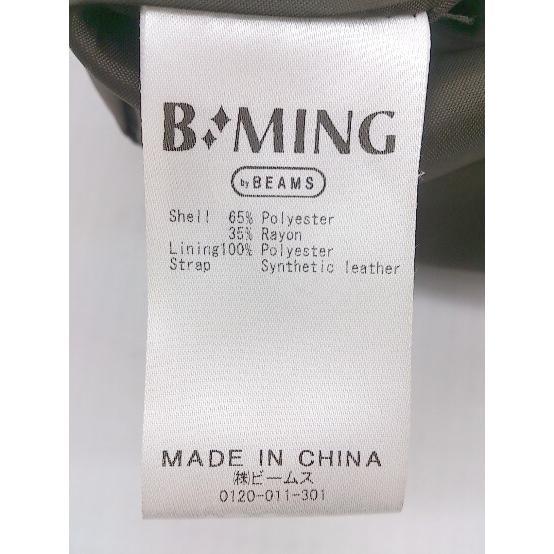 B:MING
by BEAMS
Shell 65% Polyester
35% Rayon
Lining100% Polyester
Strap Synthetic leather
MADE IN CHINA
㈱ビームス
0120-011-301